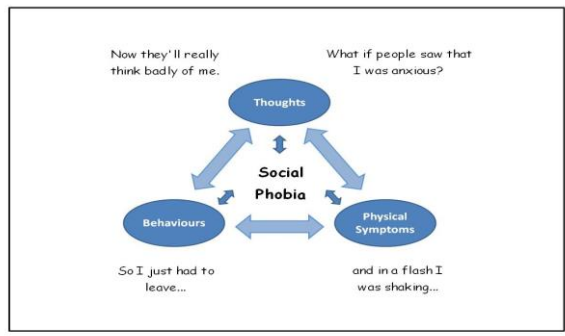 Now they'll really
think badly of me.
What if people saw that
I was anxious?
Thoughts
Social
Phobia
Behaviours
Physical
Symptoms
So I just had to
leave...
and in a flash I
was shaking...